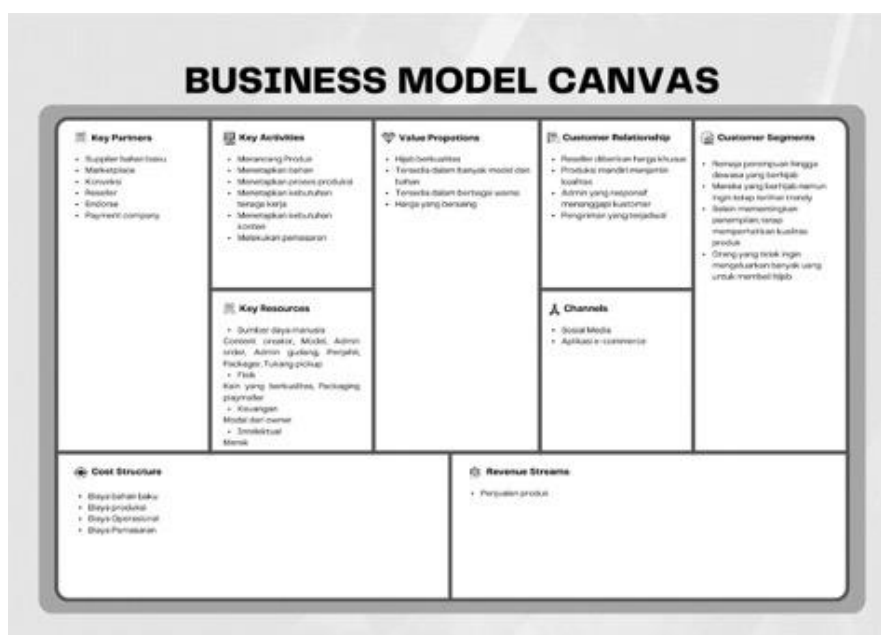 BUSINESS MODEL CANVAS
Key Partners
• Supplier bahan baku
• Marketplace
• Konveksi
• Reseller
• Endorse
• Payment company
Key Activities
• Merancang Produk
• Menetapkan bahan
• Menetapkan proses produksi
• Menetapkan kebutuhan
tenaga kerja
• Menetapkan kebutuhan
konten
• Melakukan pemasaran
Key Resources
• Sumber daya manusia
Content creator, Model, Admin
order, Admin gudang, Penjahit,
Packager, Tukang pickup
• Fisik
Kain yang berkualitas, Packaging
playmailer
• Keuangan
Modal dari owner
• Intelektual
Merek
Value Propotions
• Hijab berkualitas
• Tersedia dalam banyak model dan
bahan
• Tersedia dalam berbagai warna
• Harga yang bersaing
Customer Relationship
• Reseller diberikan harga khusus
• Produksi mandiri menjamin
kualitas
• Admin yang responsif
menanggapi kustomer
• Pengiriman yang terjadwal
Channels
• Sosial Media
• Aplikasi e-commerce
Customer Segments
• Remaja perempuan hingga
dewasa yang berhijab
• Mereka yang berhijab namun
ingin tetap terlihat trendy
• Selain mementingkan
penampilan, tetap
memperhatikan kualitas
produk
• Orang yang tidak ingin
mengeluarkan banyak uang
untuk membeli hijab
Cost Structure
• Biaya bahan baku
• Biaya produksi
• Biaya Operasional
• Biaya Pemasaran
Revenue Streams
• Penjualan produk